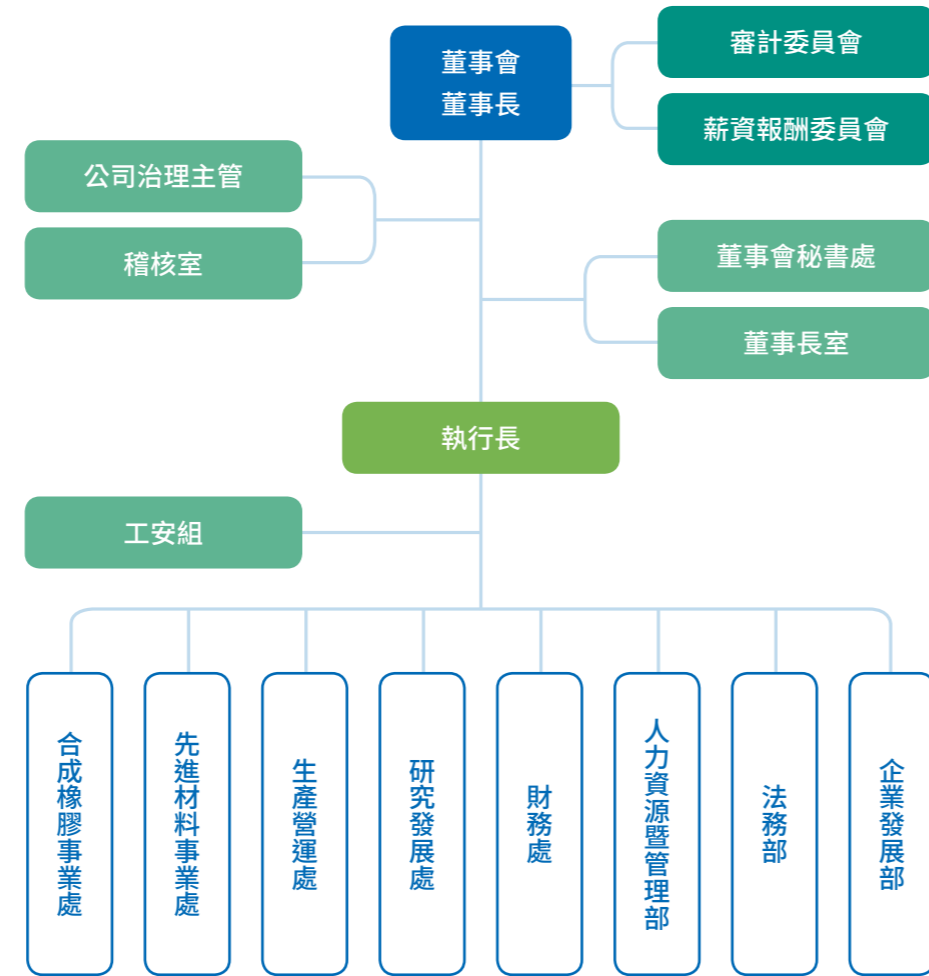 董事會
董事長
審計委員會
薪資報酬委員會
公司治理主管
稽核室
董事會秘書處
董事長室
執行長
工安組
合成橡膠事業處
先進材料事業處
生產營運處
研究發展處
財務處
人力資源暨管理部
法務部
企業發展部